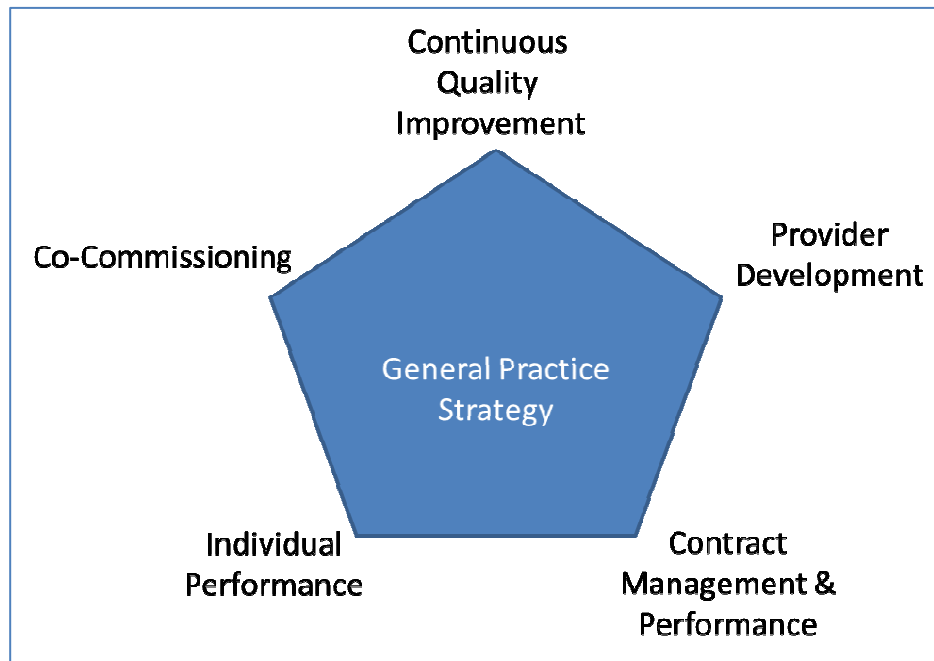 Continuous
Quality
Improvement
Co-Commissioning
Provider
Development
General Practice
Strategy
Individual
Performance
Contract
Management &
Performance